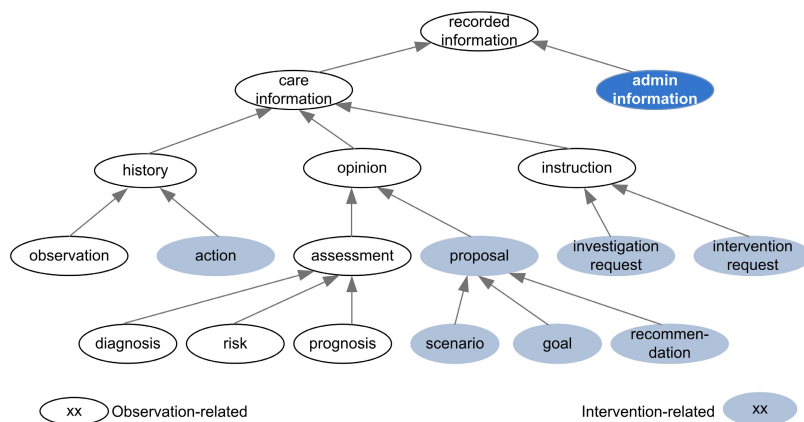 recorded
information
care
information
admin
information
history
opinion
instruction
observation
action
assessment
proposal
investigation
request
intervention
request
diagnosis
risk
prognosis
scenario
goal
recommen-
dation
xx Observation-related
Intervention-related xx